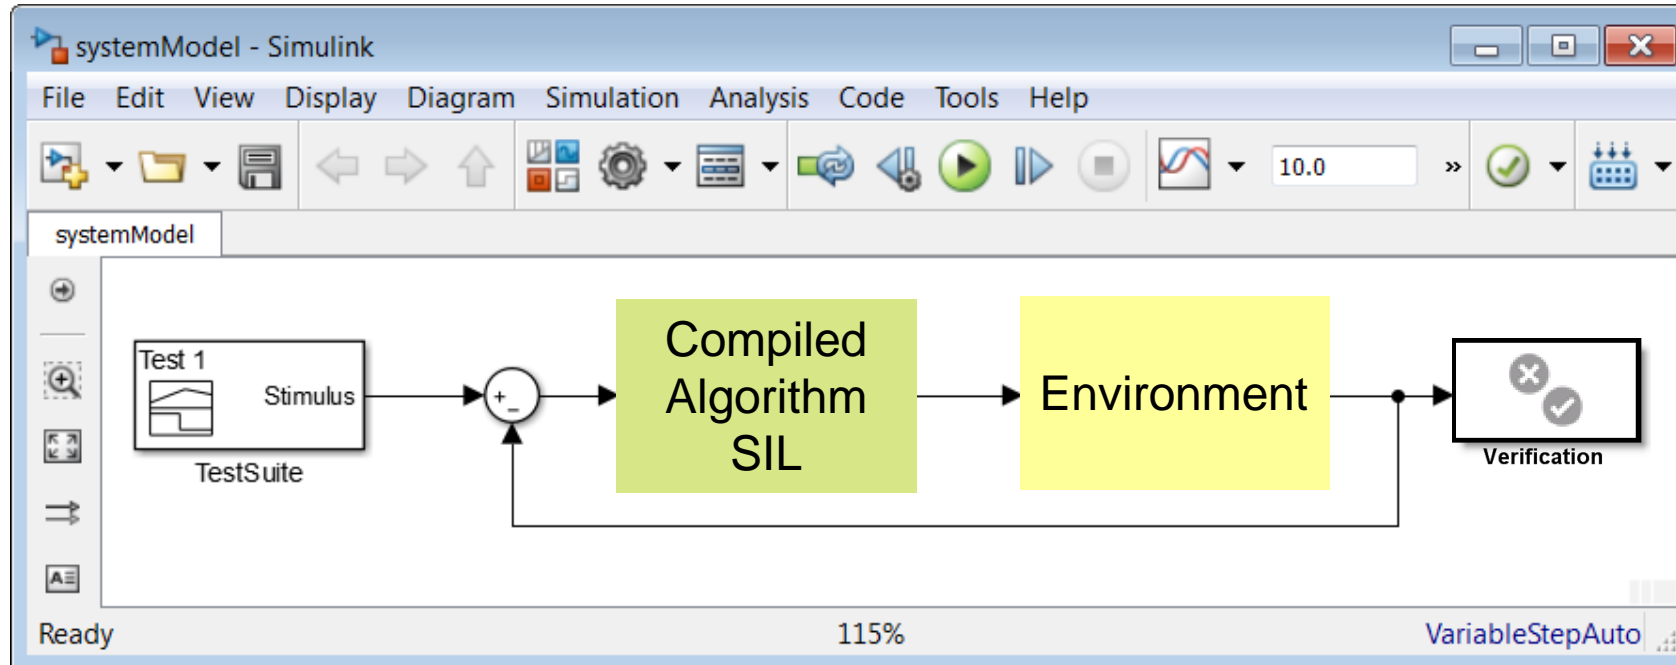 systemModel - Simulink
File Edit View Display Diagram Simulation Analysis Code Tools Help
10.0 »
systemModel
Test 1
Stimulus
TestSuite
+
−
Compiled
Algorithm
SIL
Environment
Verification
A
Ready 115% VariableStepAuto